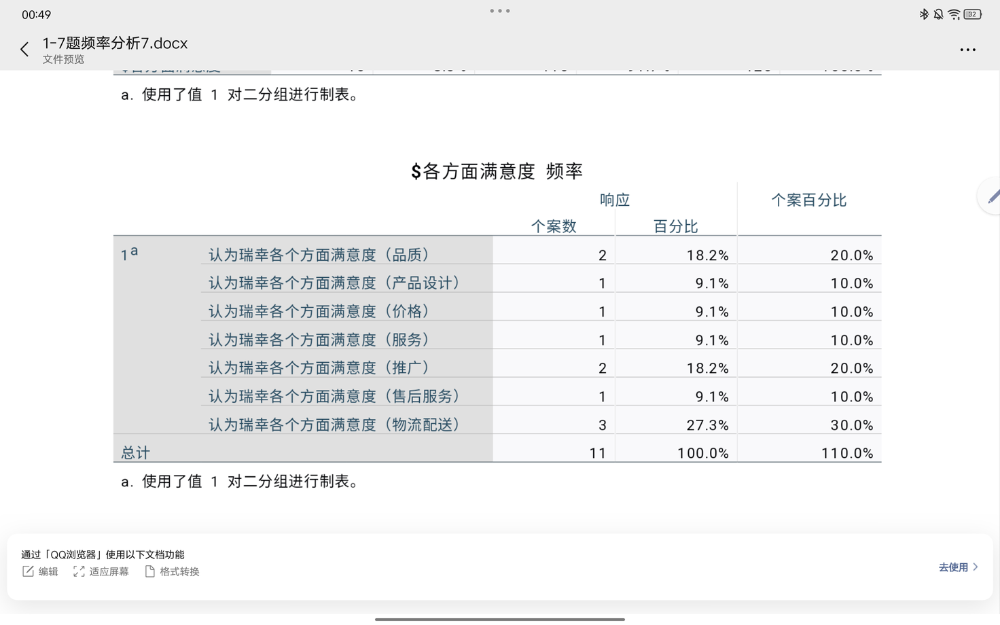 00:49
32
1-7题频率分析7.docx
文件预览
a. 使用了值 1 对二分组进行制表。
$各方面满意度 频率
响应 个案百分比
个案数 百分比
1a 认为瑞幸各个方面满意度（品质） 2 18.2% 20.0%
认为瑞幸各个方面满意度（产品设计） 1 9.1% 10.0%
认为瑞幸各个方面满意度（价格） 1 9.1% 10.0%
认为瑞幸各个方面满意度（服务） 1 9.1% 10.0%
认为瑞幸各个方面满意度（推广） 2 18.2% 20.0%
认为瑞幸各个方面满意度（售后服务） 1 9.1% 10.0%
认为瑞幸各个方面满意度（物流配送） 3 27.3% 30.0%
总计 11 100.0% 110.0%
a. 使用了值 1 对二分组进行制表。
通过「QQ浏览器」使用以下文档功能
编辑 适应屏幕 格式转换
去使用